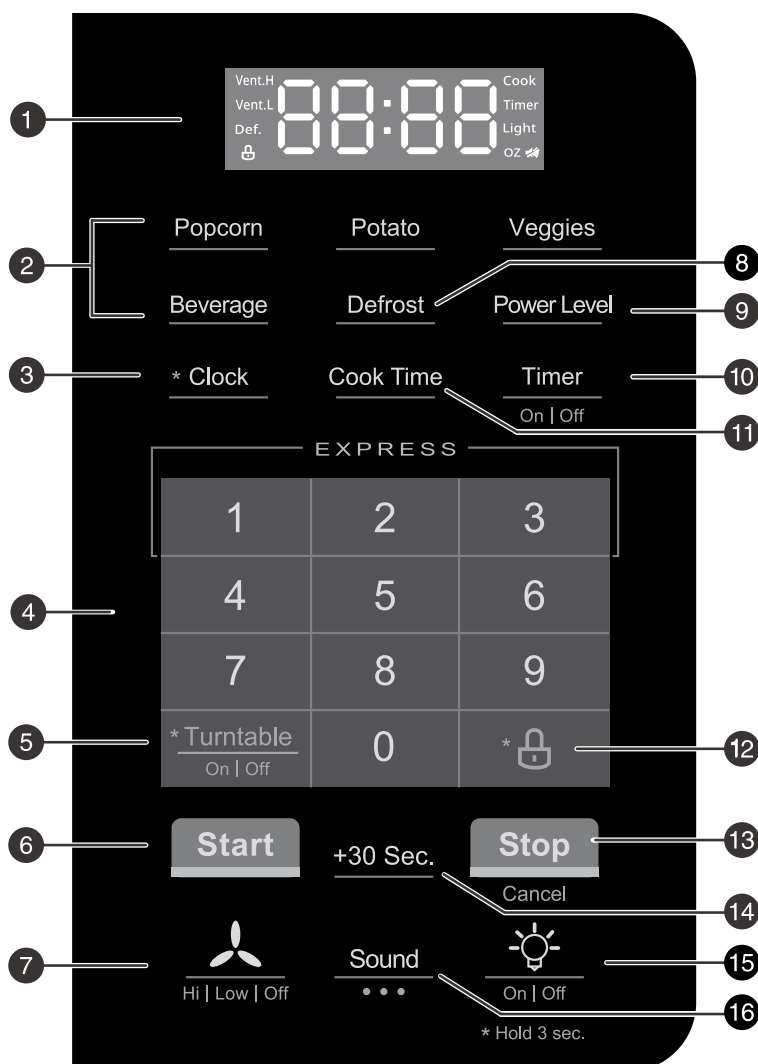 Vent.H 88:88 Cook
Vent.L Timer
Def. Light
OZ
1
Popcorn Potato Veggies
2
8
Beverage Defrost Power Level
9
3
* Clock Cook Time Timer
10
On | Off
11
EXPRESS
1 2 3
4
4 5 6
7 8 9
5
* Turntable 0 *
On | Off
12
6
Start +30 Sec. Stop
13
Cancel
14
7
Sound
15
Hi | Low | Off • • • On | Off
16
* Hold 3 sec.